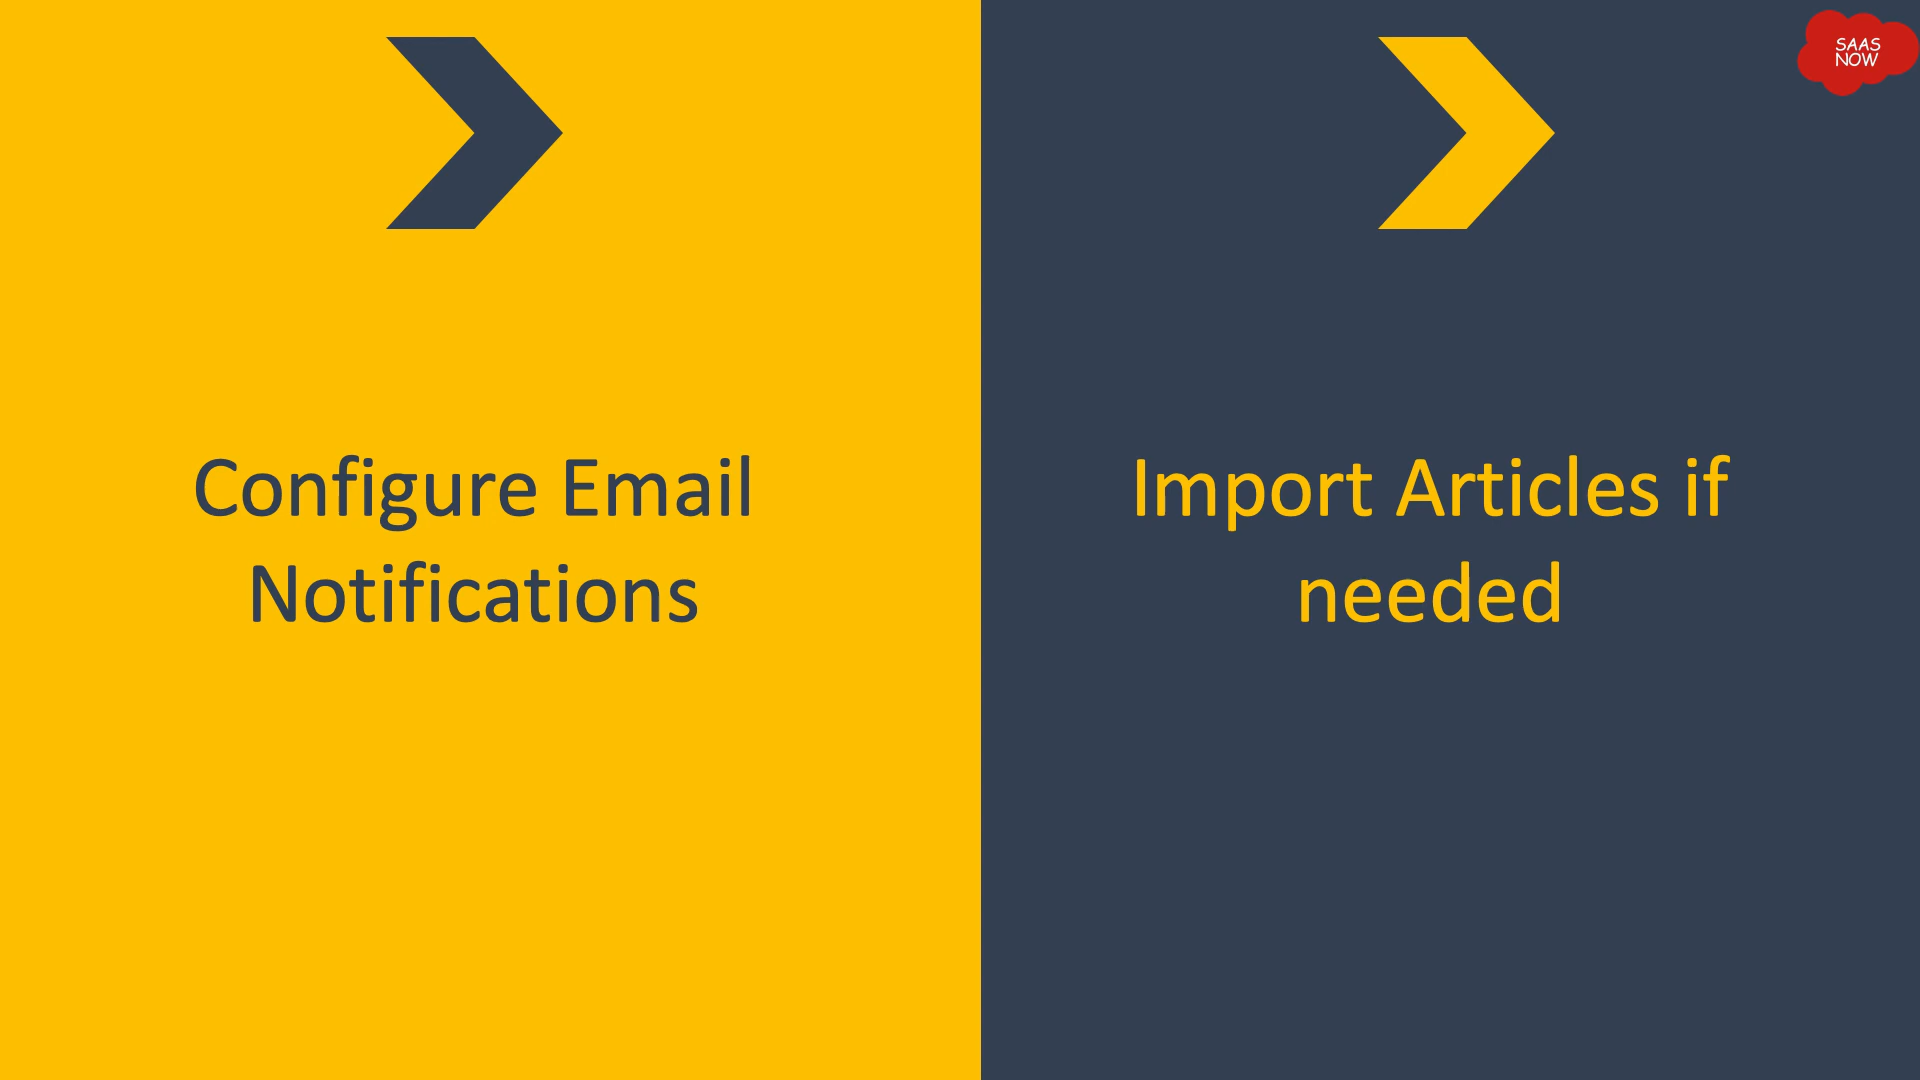 SAAS
NOW
Configure Email
Notifications
Import Articles if
needed